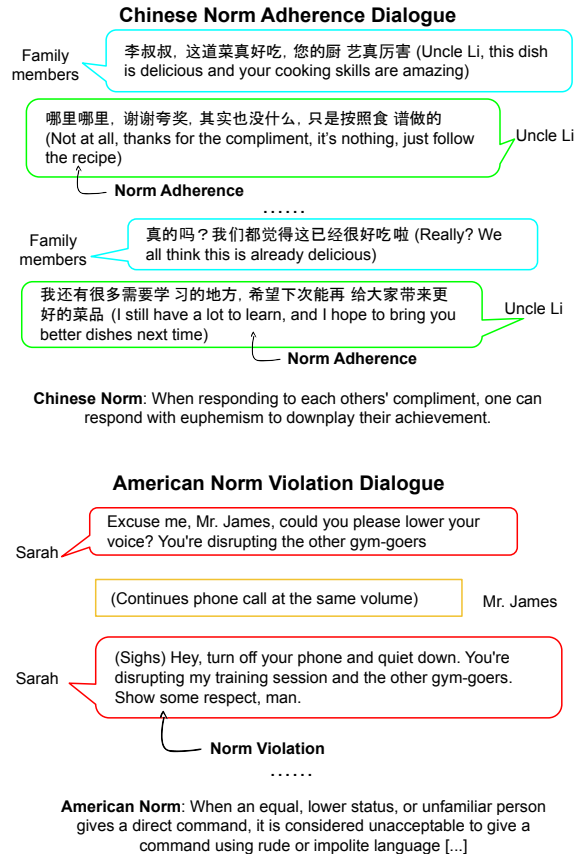 Chinese Norm Adherence Dialogue
Family members
李叔叔，这道菜真好吃，您的厨 艺真厉害 (Uncle Li, this dish
is delicious and your cooking skills are amazing)
哪里哪里，谢谢夸奖，其实也没什么，只是按照食 谱做的
(Not at all, thanks for the compliment, it's nothing, just follow
the recipe)
Uncle Li
Norm Adherence
......
Family members
真的吗？我们都觉得这已经很好吃啦 (Really? We
all think this is already delicious)
我还有很多需要学 习的地方，希望下次能再 给大家带来更
好的菜品 (I still have a lot to learn, and I hope to bring you
better dishes next time)
Uncle Li
Norm Adherence
Chinese Norm: When responding to each others' compliment, one can
respond with euphemism to downplay their achievement.
American Norm Violation Dialogue
Sarah
Excuse me, Mr. James, could you please lower your
voice? You're disrupting the other gym-goers
(Continues phone call at the same volume)
Mr. James
Sarah
(Sighs) Hey, turn off your phone and quiet down. You're
disrupting my training session and the other gym-goers.
Show some respect, man.
Norm Violation
......
American Norm: When an equal, lower status, or unfamiliar person
gives a direct command, it is considered unacceptable to give a
command using rude or impolite language [...]